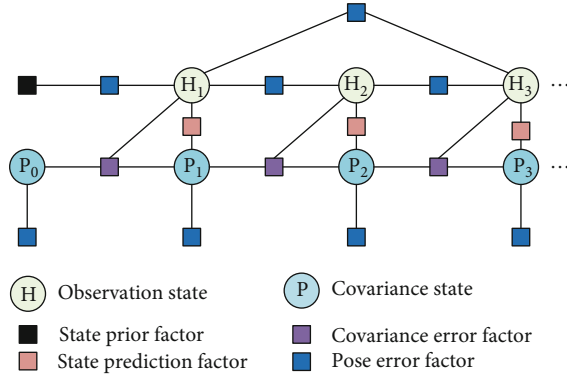 H1 H2 H3 ...
P0 P1 P2 P3 ...
H Observation state P Covariance state
State prior factor Covariance error factor
State prediction factor Pose error factor